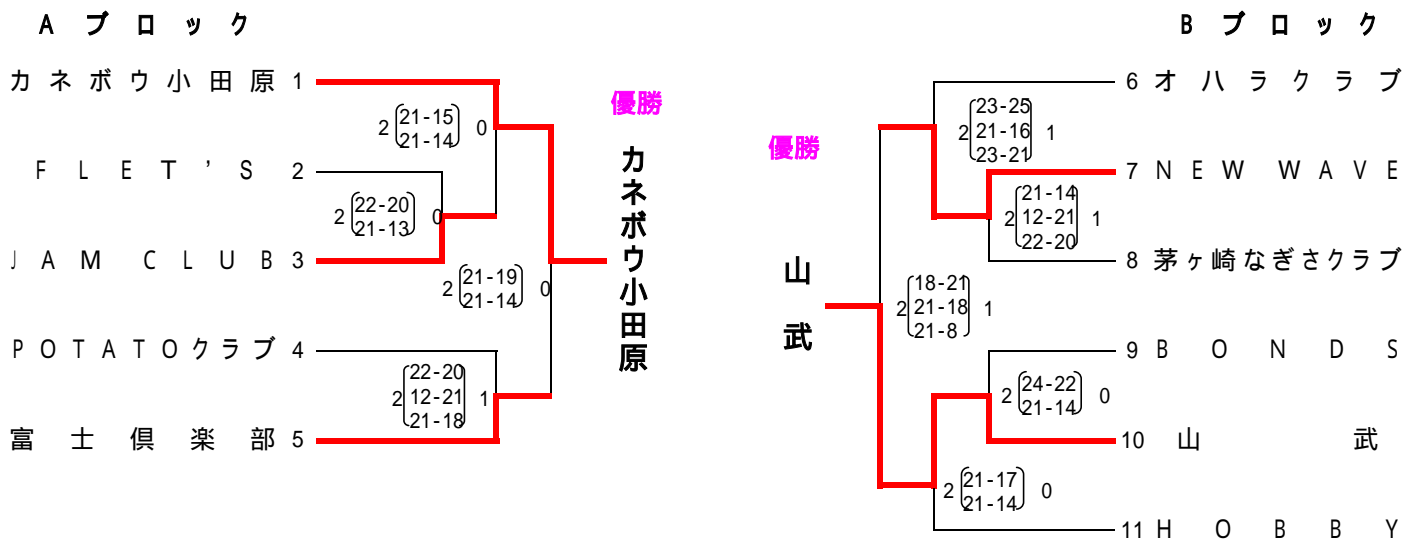 Aブロック
カネボウ小田原 1
2 21-15 0
21-14
FLET'S 2
2 22-20 0
21-13
JAM CLUB 3
2 21-19 0
21-14
POTATOクラブ 4
22-20
2 12-21 1
21-18
富士倶楽部 5
優勝
カネボウ小田原
Bブロック
6 オハラクラブ
23-25
2 21-16 1
23-21
7 NEW WAVE
21-14
2 12-21 1
22-20
8 茅ヶ崎なぎさクラブ
優勝
山武
18-21
2 21-18 1
21-8
9 BONDS
2 24-22 0
21-14
10 山武
2 21-17 0
21-14
11 HOBBY